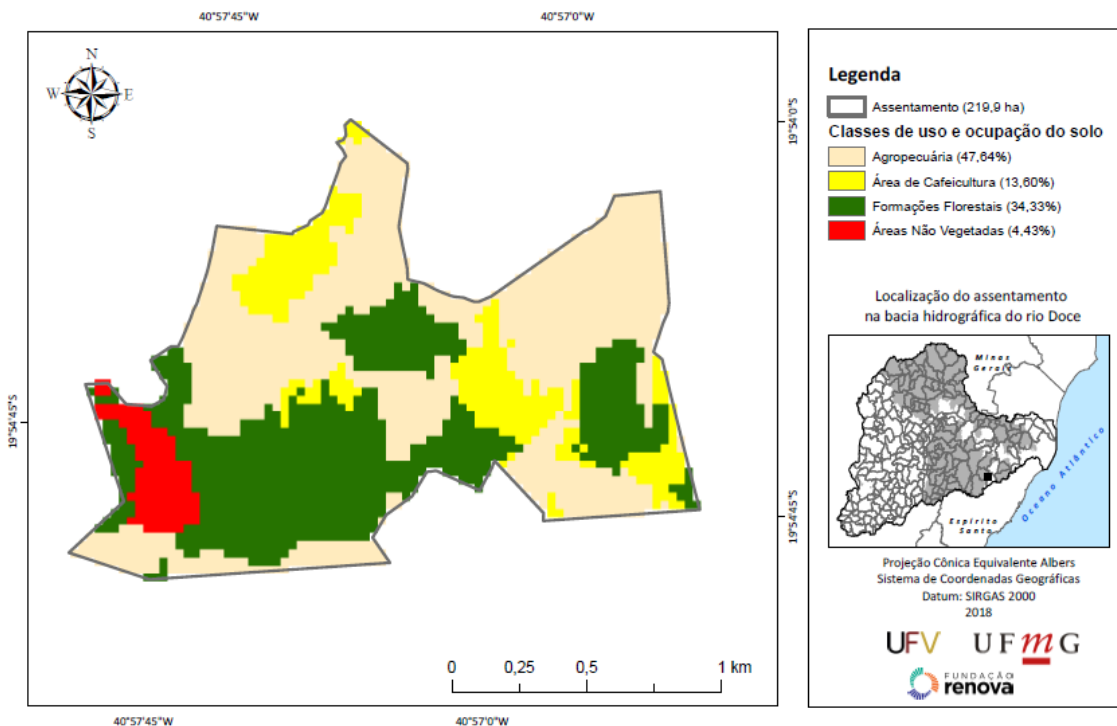 40°57'45"W
40°57'0"W
N
W
E
S
19°54'0"S
19°54'45"S
19°54'45"S
0
0,25
0,5
1 km
40°57'45"W
40°57'0"W
Legenda
Assentamento (219,9 ha)
Classes de uso e ocupação do solo
Agropecuária (47,64%)
Área de Cafeicultura (13,60%)
Formações Florestais (34,33%)
Áreas Não Vegetadas (4,43%)
Localização do assentamento
na bacia hidrográfica do rio Doce
Minas
Gerais
Espírito
Santo
Oceano Atlântico
Projeção Cônica Equivalente Albers
Sistema de Coordenadas Geográficas
Datum: SIRGAS 2000
2018
UFV
UFmG
FUNDAÇÃO
renova